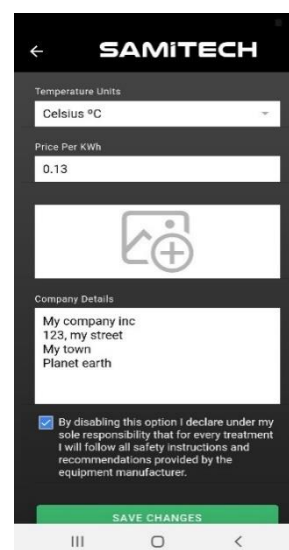 SAMiTECH
Temperature Units
Celsius ºC
Price Per KWh
0.13
Company Details
My company inc
123, my street
My town
Planet earth
By disabling this option I declare under my
sole responsibility that for every treatment
I will follow all safety instructions and
recommendations provided by the
equipment manufacturer.
SAVE CHANGES